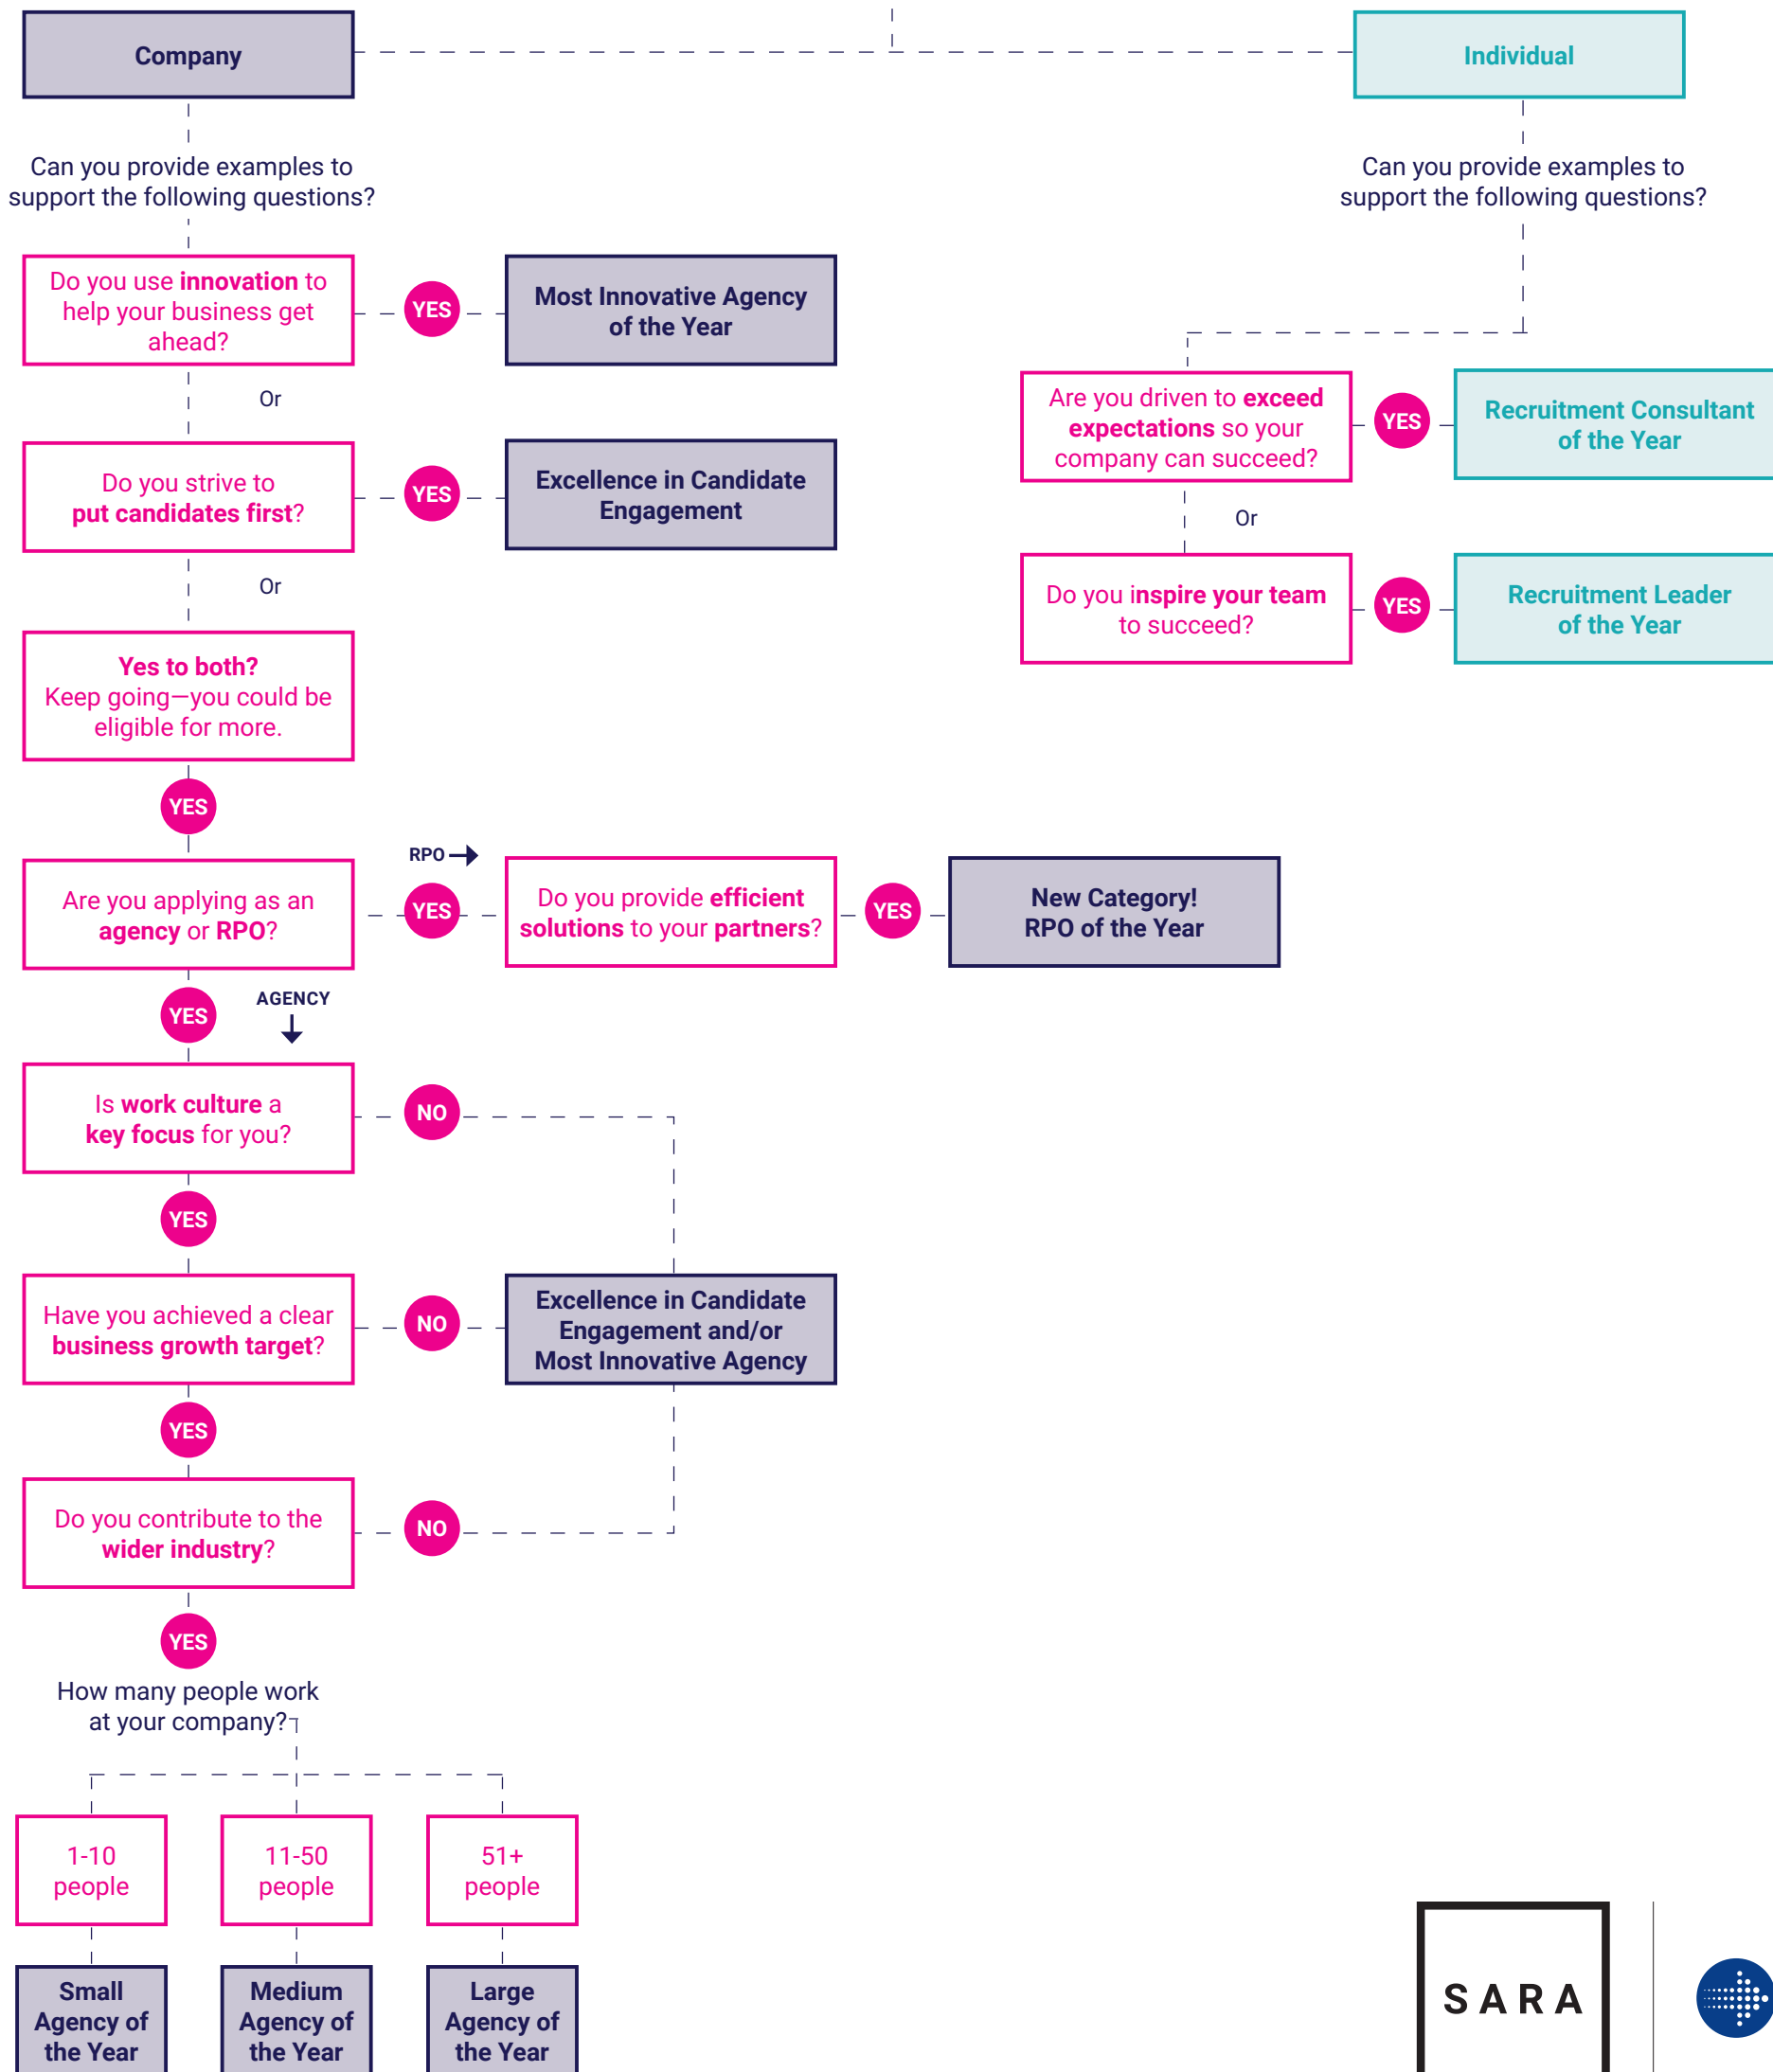 Company
Individual
Can you provide examples to
support the following questions?
Can you provide examples to
support the following questions?
Do you use innovation to
help your business get
ahead?
YES
Most Innovative Agency
of the Year
Or
Are you driven to exceed
expectations so your
company can succeed?
YES
Recruitment Consultant
of the Year
Do you strive to
put candidates first?
YES
Excellence in Candidate
Engagement
Or
Or
Do you inspire your team
to succeed?
YES
Recruitment Leader
of the Year
Yes to both?
Keep going—you could be
eligible for more.
YES
RPO
Are you applying as an
agency or RPO?
YES
Do you provide efficient
solutions to your partners?
YES
New Category!
RPO of the Year
YES
AGENCY
Is work culture a
key focus for you?
NO
YES
Have you achieved a clear
business growth target?
NO
Excellence in Candidate
Engagement and/or
Most Innovative Agency
YES
Do you contribute to the
wider industry?
NO
YES
How many people work
at your company?
1-10
people
11-50
people
51+
people
Small
Agency of
the Year
Medium
Agency of
the Year
Large
Agency of
the Year
SARA